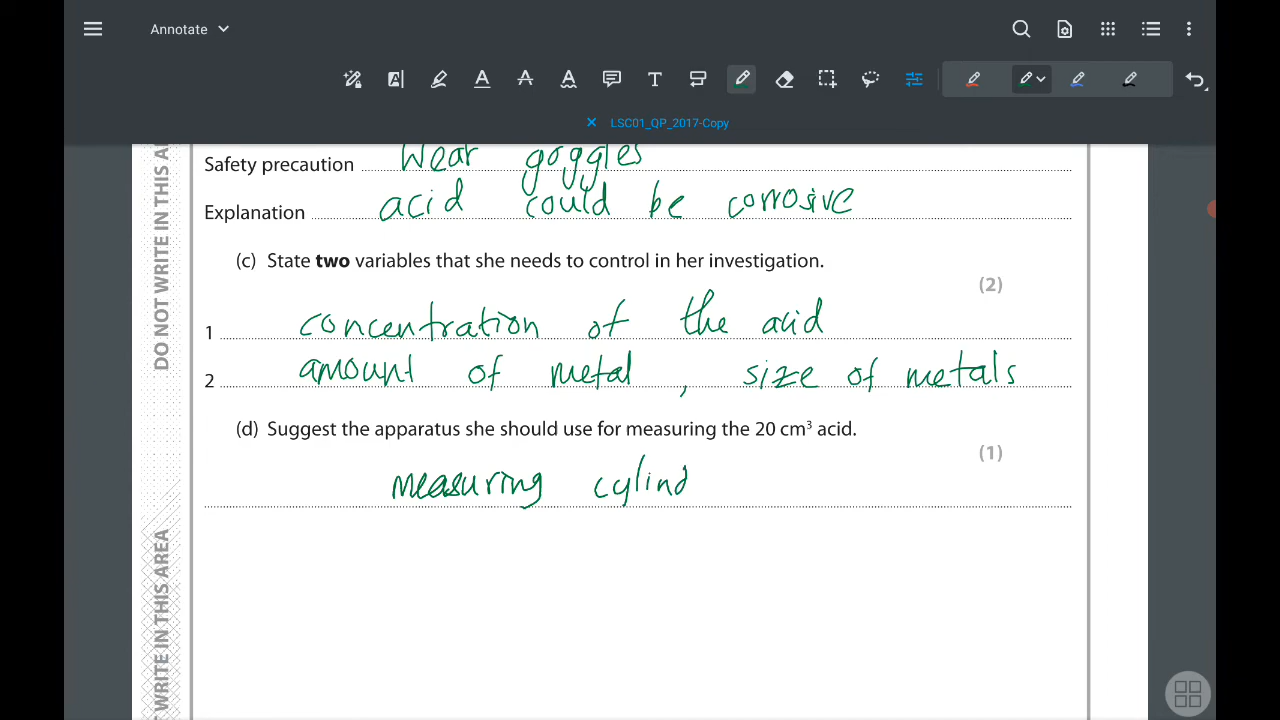 Annotate
LSC01_QP_2017-Copy
DO NOT WRITE IN THIS AR
Safety precaution wear goggles
Explanation acid could be corrosive
(c) State two variables that she needs to control in her investigation.
(2)
1 concentration of the acid
2 amount of metal, size of metals
(d) Suggest the apparatus she should use for measuring the 20 cm³ acid.
(1)
measuring cylind
T WRITE IN THIS AREA